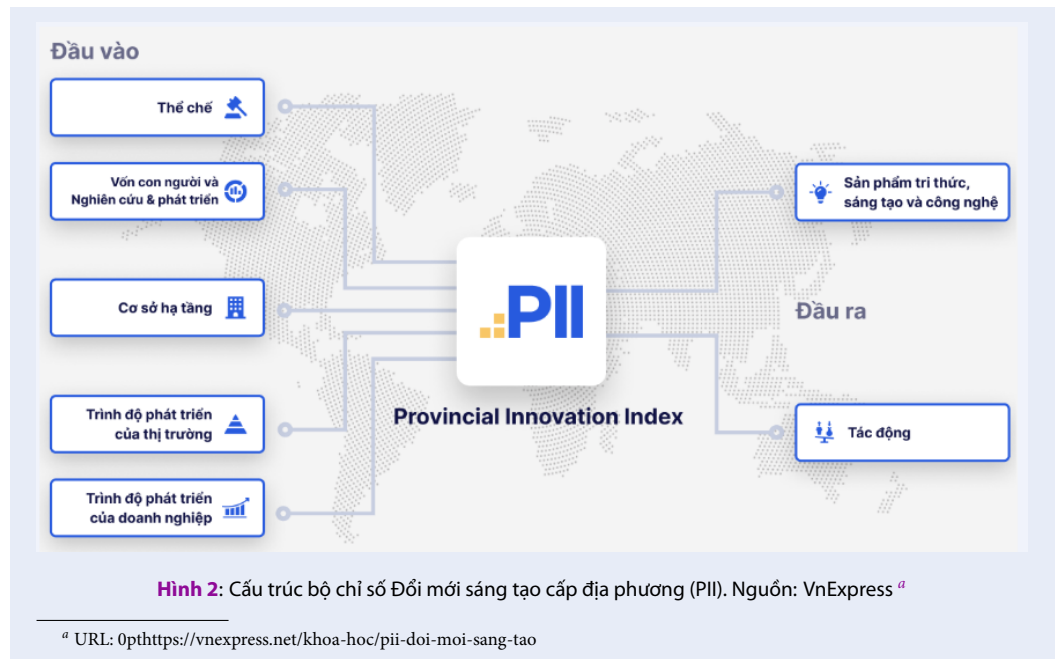 Đầu vào
Thể chế
Vốn con người và
Nghiên cứu & phát triển
Cơ sở hạ tầng
Trình độ phát triển
của thị trường
Trình độ phát triển
của doanh nghiệp
PII
Provincial Innovation Index
Sản phẩm tri thức,
sáng tạo và công nghệ
Đầu ra
Tác động
Hình 2: Cấu trúc bộ chỉ số Đổi mới sáng tạo cấp địa phương (PII). Nguồn: VnExpress a
a URL: 0pthttps://vnexpress.net/khoa-hoc/pii-doi-moi-sang-tao